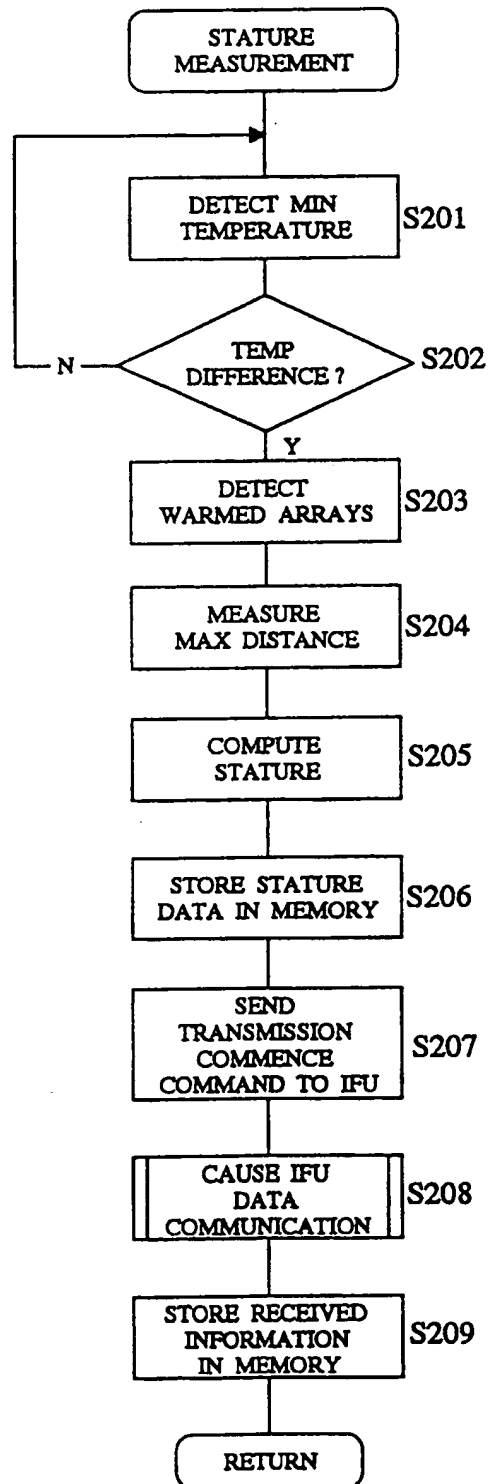 STATURE
MEASUREMENT
DETECT MIN
TEMPERATURE
S201
TEMP
DIFFERENCE ?
S202
N
Y
DETECT
WARMED ARRAYS
S203
MEASURE
MAX DISTANCE
S204
COMPUTE
STATURE
S205
STORE STATURE
DATA IN MEMORY
S206
SEND
TRANSMISSION
COMMENCE
COMMAND TO IFU
S207
CAUSE IFU
DATA
COMMUNICATION
S208
STORE RECEIVED
INFORMATION
IN MEMORY
S209
RETURN